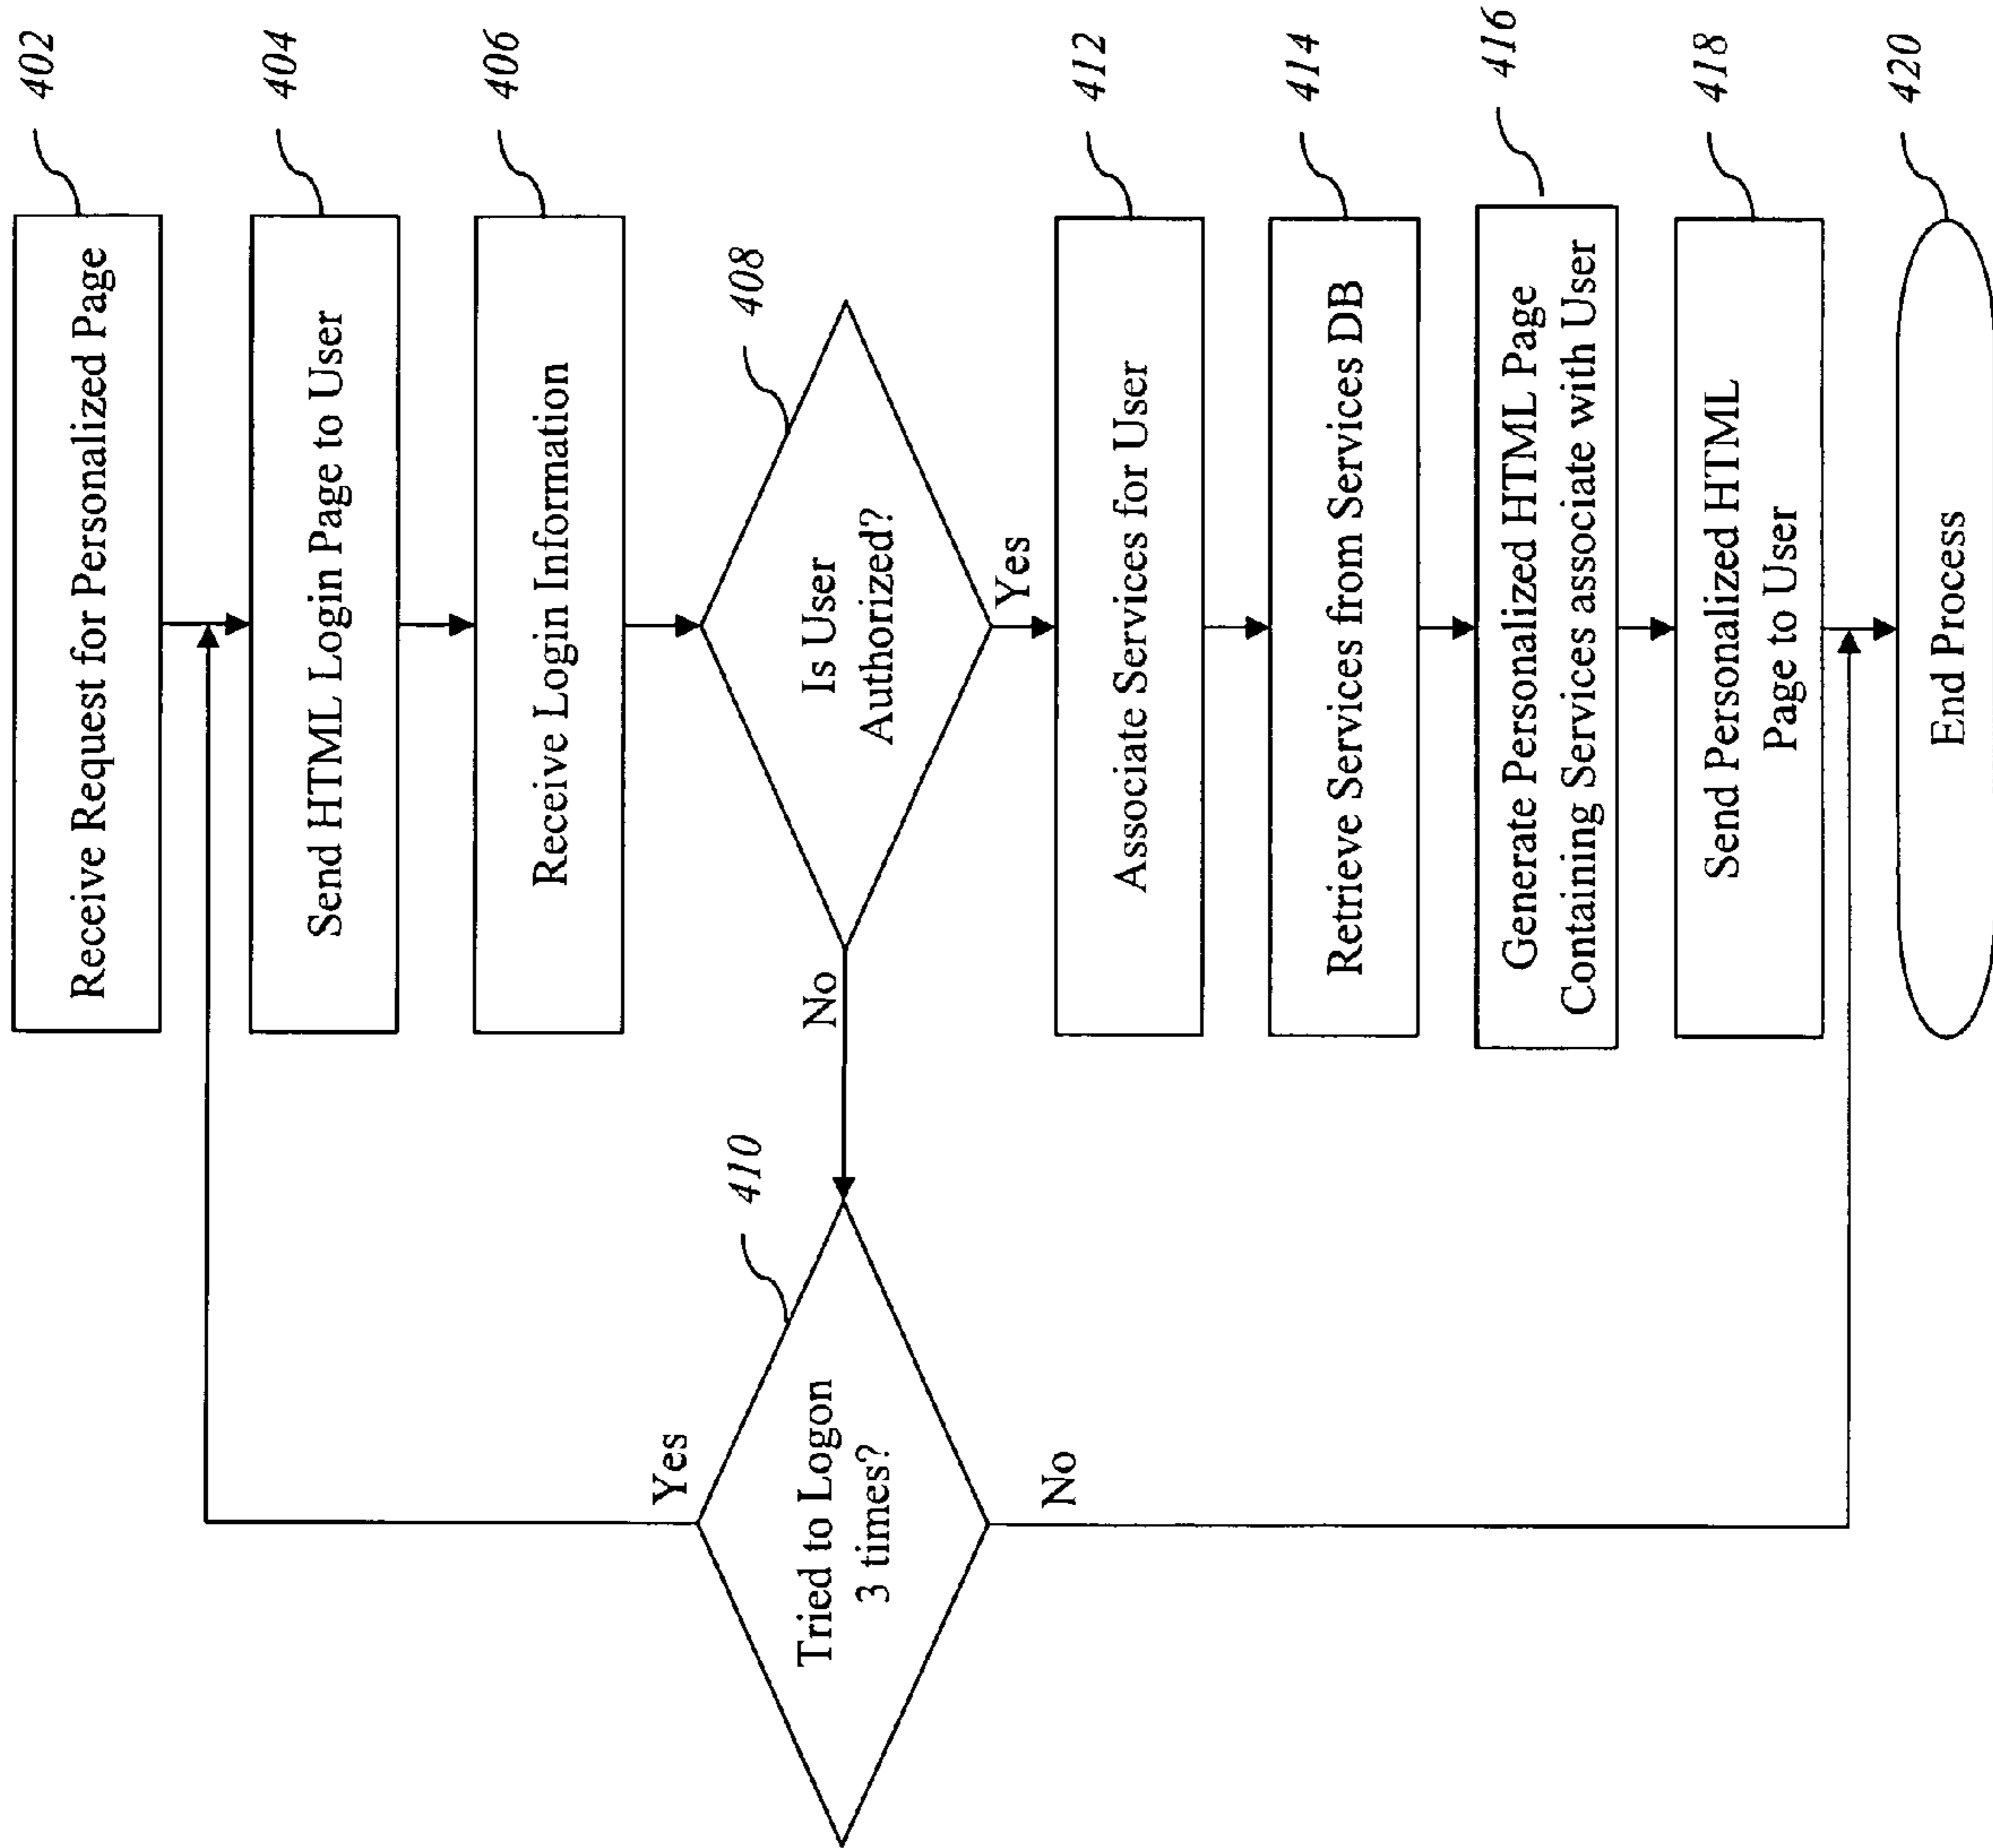 Receive Request for Personalized Page
402
Send HTML Login Page to User
404
Receive Login Information
406
Is User
Authorized?
408
No
Yes
Tried to Logon
3 times?
410
Yes
No
Associate Services for User
412
Retrieve Services from Services DB
414
Generate Personalized HTML Page
Containing Services associate with User
416
Send Personalized HTML
Page to User
418
End Process
420